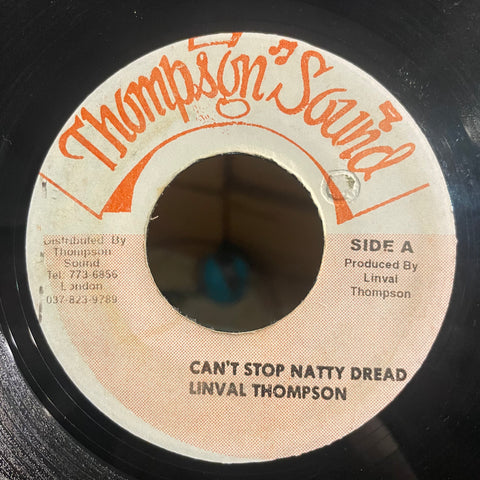 Thompson Sound
Distributed By
Thompson
Sound
Tel: 773-6856
London
037-823-9789
SIDE A
Produced By
Linval
Thompson
CAN'T STOP NATTY DREAD
LINVAL THOMPSON